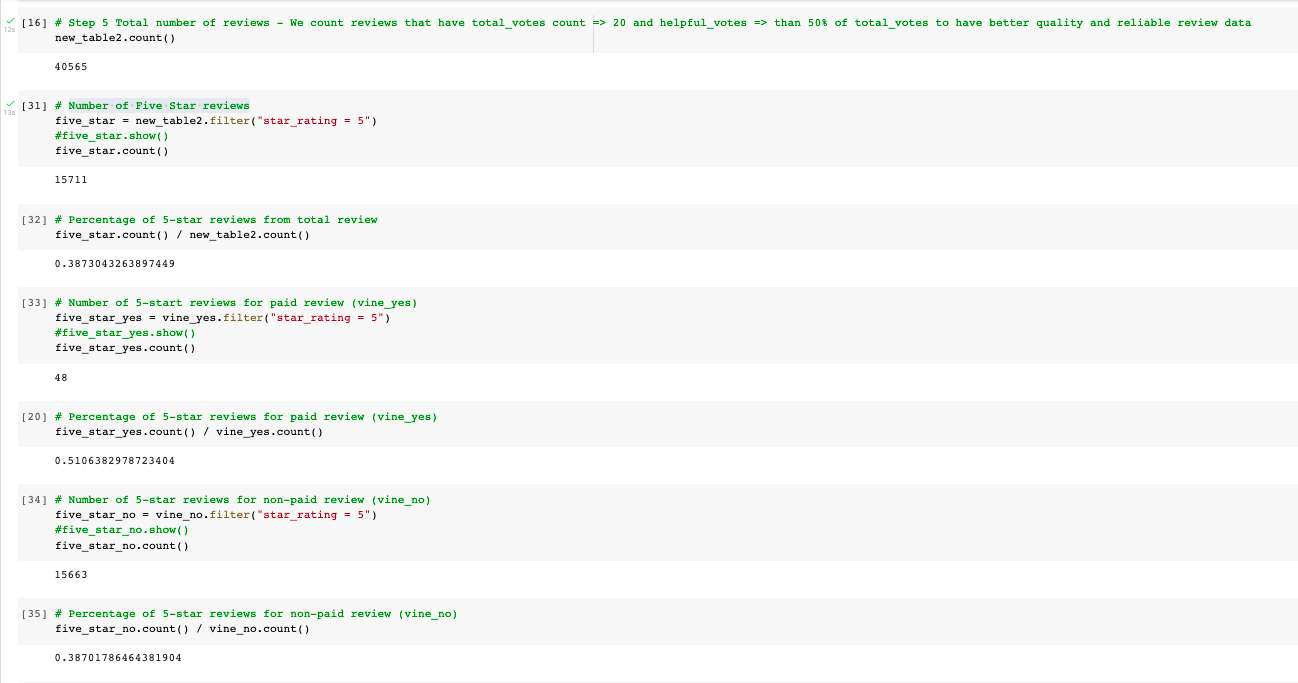 [16] # Step 5 Total number of reviews - We count reviews that have total_votes count => 20 and helpful_votes => than 50% of total_votes to have better quality and reliable review data
12s
new_table2.count()
40565
[31] # Number of Five Star reviews
13s
five_star = new_table2.filter("star_rating = 5")
#five_star.show()
five_star.count()
15711
[32] # Percentage of 5-star reviews from total review
five_star.count() / new_table2.count()
0.3873043263897449
[33] # Number of 5-start reviews for paid review (vine_yes)
five_star_yes = vine_yes.filter("star_rating = 5")
#five_star_yes.show()
five_star_yes.count()
48
[20] # Percentage of 5-star reviews for paid review (vine_yes)
five_star_yes.count() / vine_yes.count()
0.5106382978723404
[34] # Number of 5-star reviews for non-paid review (vine_no)
five_star_no = vine_no.filter("star_rating = 5")
#five_star_no.show()
five_star_no.count()
15663
[35] # Percentage of 5-star reviews for non-paid review (vine_no)
five_star_no.count() / vine_no.count()
0.38701786464381904